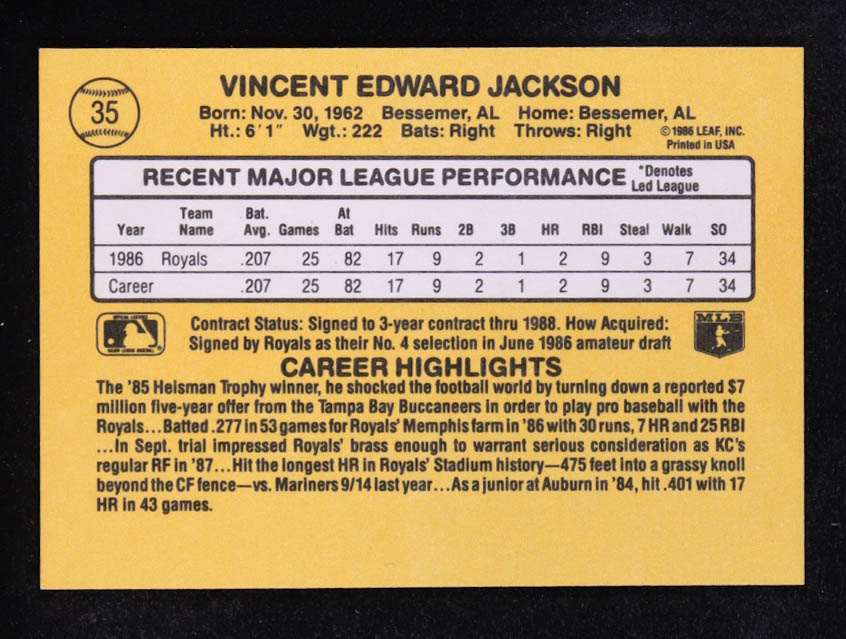 35
VINCENT EDWARD JACKSON
Born: Nov. 30, 1962 Bessemer, AL Home: Bessemer, AL
Ht.: 6'1" Wgt.: 222 Bats: Right Throws: Right
©1986 LEAF, INC.
Printed in USA
RECENT MAJOR LEAGUE PERFORMANCE *Denotes
Led League
Year Team Name Bat. Avg. Games At Bat Hits Runs 2B 3B HR RBI Steal Walk SO
1986 Royals .207 25 82 17 9 2 1 2 9 3 7 34
Career .207 25 82 17 9 2 1 2 9 3 7 34
Contract Status: Signed to 3-year contract thru 1988. How Acquired:
Signed by Royals as their No. 4 selection in June 1986 amateur draft
MLB
CAREER HIGHLIGHTS
The '85 Heisman Trophy winner, he shocked the football world by turning down a reported $7
million five-year offer from the Tampa Bay Buccaneers in order to play pro baseball with the
Royals...Batted .277 in 53 games for Royals' Memphis farm in '86 with 30 runs, 7 HR and 25 RBI
...In Sept. trial impressed Royals' brass enough to warrant serious consideration as KC's
regular RF in '87...Hit the longest HR in Royals' Stadium history—475 feet into a grassy knoll
beyond the CF fence—vs. Mariners 9/14 last year...As a junior at Auburn in '84, hit .401 with 17
HR in 43 games.